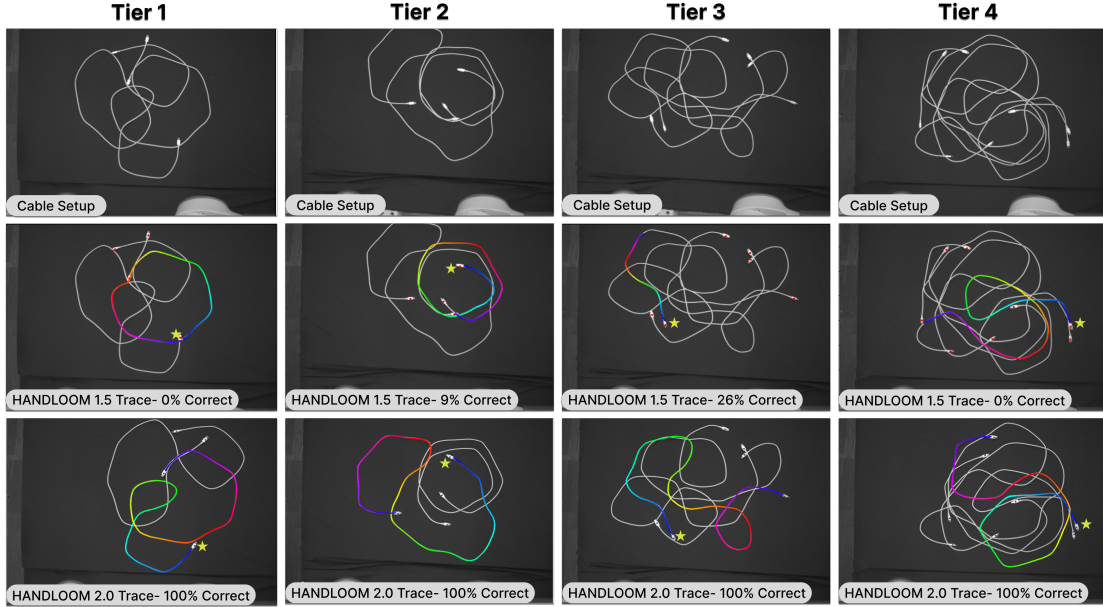 Tier 1
Tier 2
Tier 3
Tier 4
Cable Setup
Cable Setup
Cable Setup
Cable Setup
HANDLOOM 1.5 Trace- 0% Correct
HANDLOOM 1.5 Trace- 9% Correct
HANDLOOM 1.5 Trace- 26% Correct
HANDLOOM 1.5 Trace- 0% Correct
HANDLOOM 2.0 Trace- 100% Correct
HANDLOOM 2.0 Trace- 100% Correct
HANDLOOM 2.0 Trace- 100% Correct
HANDLOOM 2.0 Trace- 100% Correct